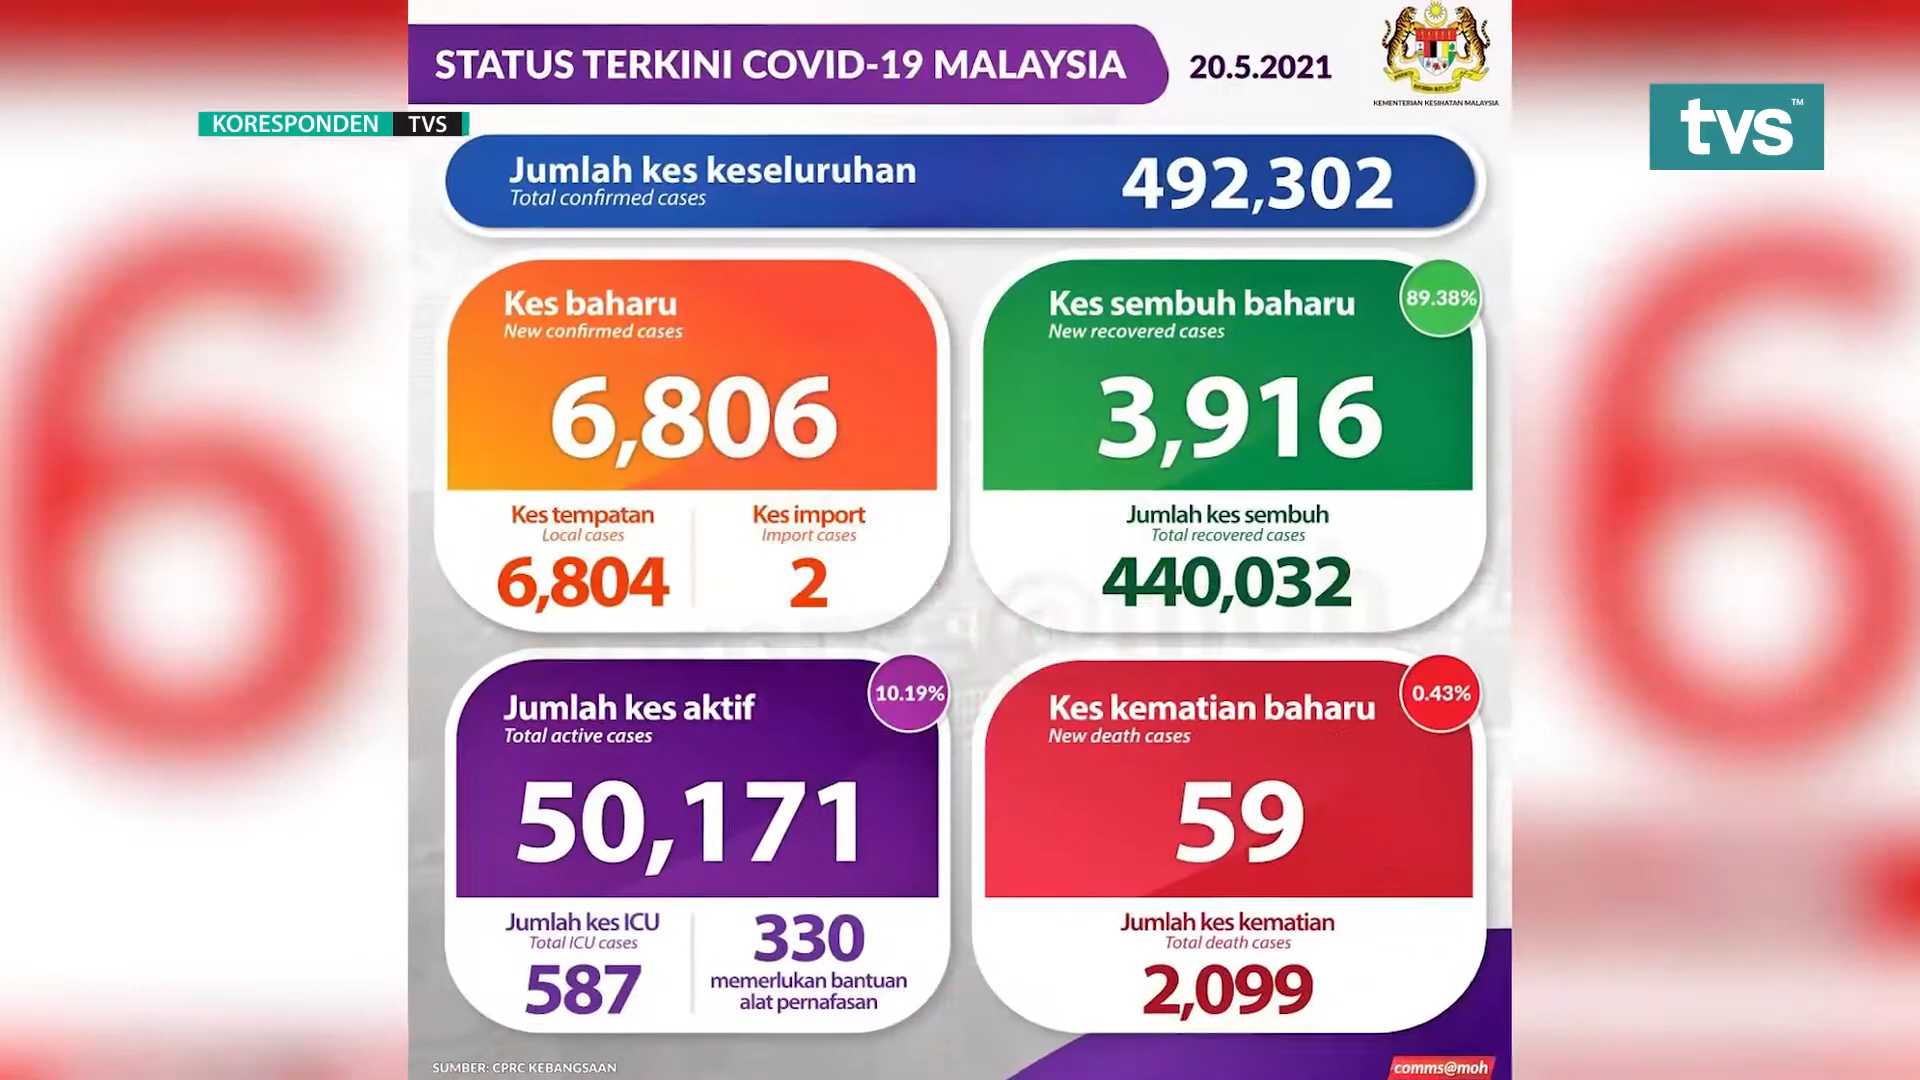 STATUS TERKINI COVID-19 MALAYSIA
20.5.2021
KEMENTERIAN KESIHATAN MALAYSIA
KORESPONDEN TVS
tvs™
Jumlah kes keseluruhan
Total confirmed cases
492,302
Kes baharu
New confirmed cases
6,806
Kes tempatan
Local cases
6,804
Kes import
Import cases
2
Kes sembuh baharu
New recovered cases
89.38%
3,916
Jumlah kes sembuh
Total recovered cases
440,032
Jumlah kes aktif
Total active cases
10.19%
50,171
Jumlah kes ICU
Total ICU cases
587
330
memerlukan bantuan
alat pernafasan
Kes kematian baharu
New death cases
0.43%
59
Jumlah kes kematian
Total death cases
2,099
SUMBER: CPRC KEBANGSAAN
comms@moh